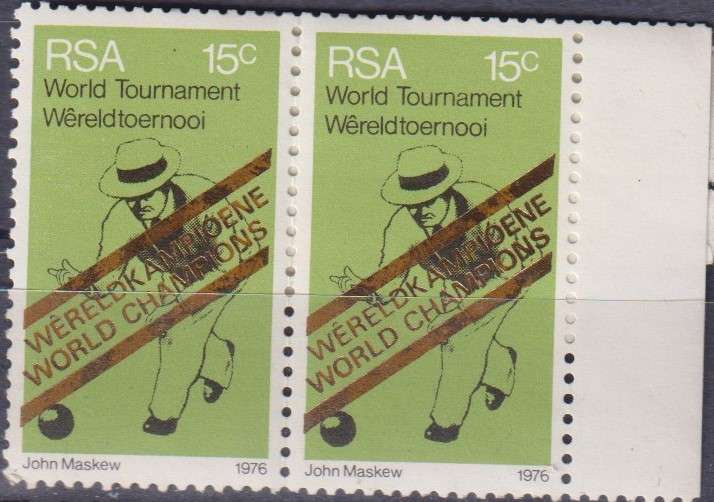 RSA 15c
World Tournament
Wêreldtoernooi
WÊRELDKAMPIOENE
WORLD CHAMPIONS
John Maskew 1976
RSA 15c
World Tournament
Wêreldtoernooi
WÊRELDKAMPIOENE
WORLD CHAMPIONS
John Maskew 1976